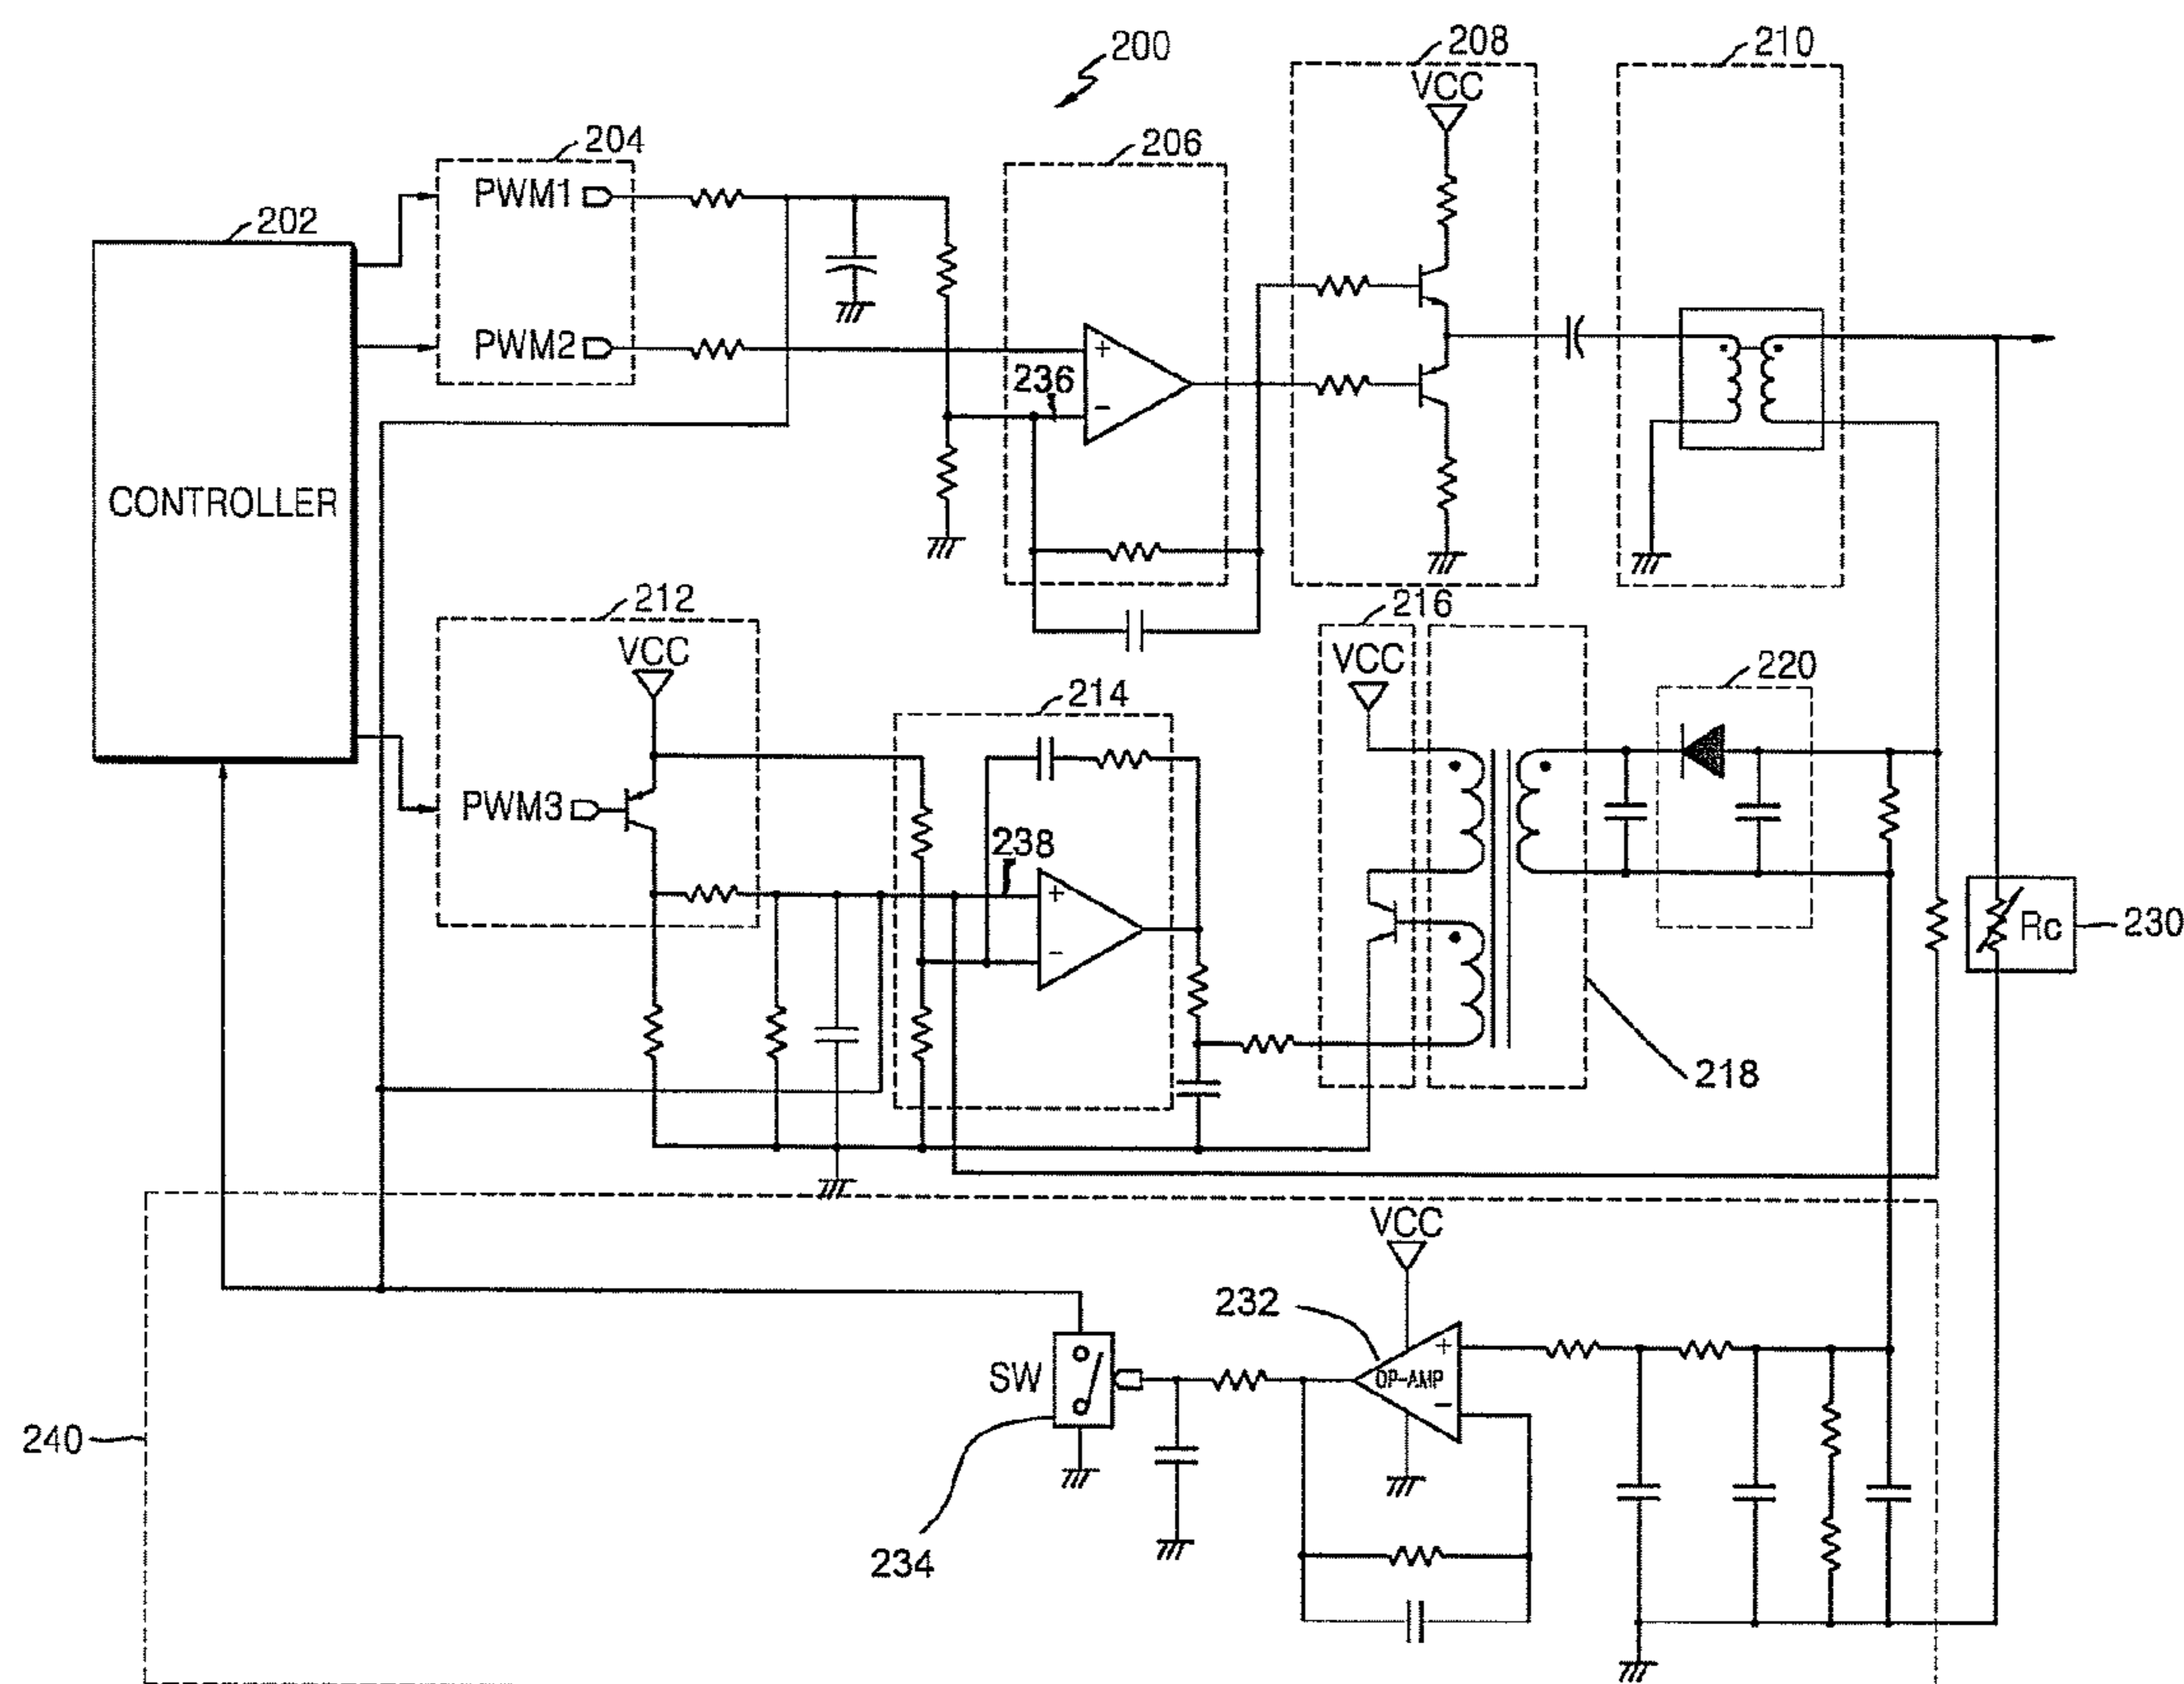 200
208
VCC
210
204
PWM1
PWM2
206
236
+
-
202
CONTROLLER
212
VCC
PWM3
214
238
+
-
216
VCC
220
218
Rc
230
VCC
232
OP-AMP
+
-
SW
234
240